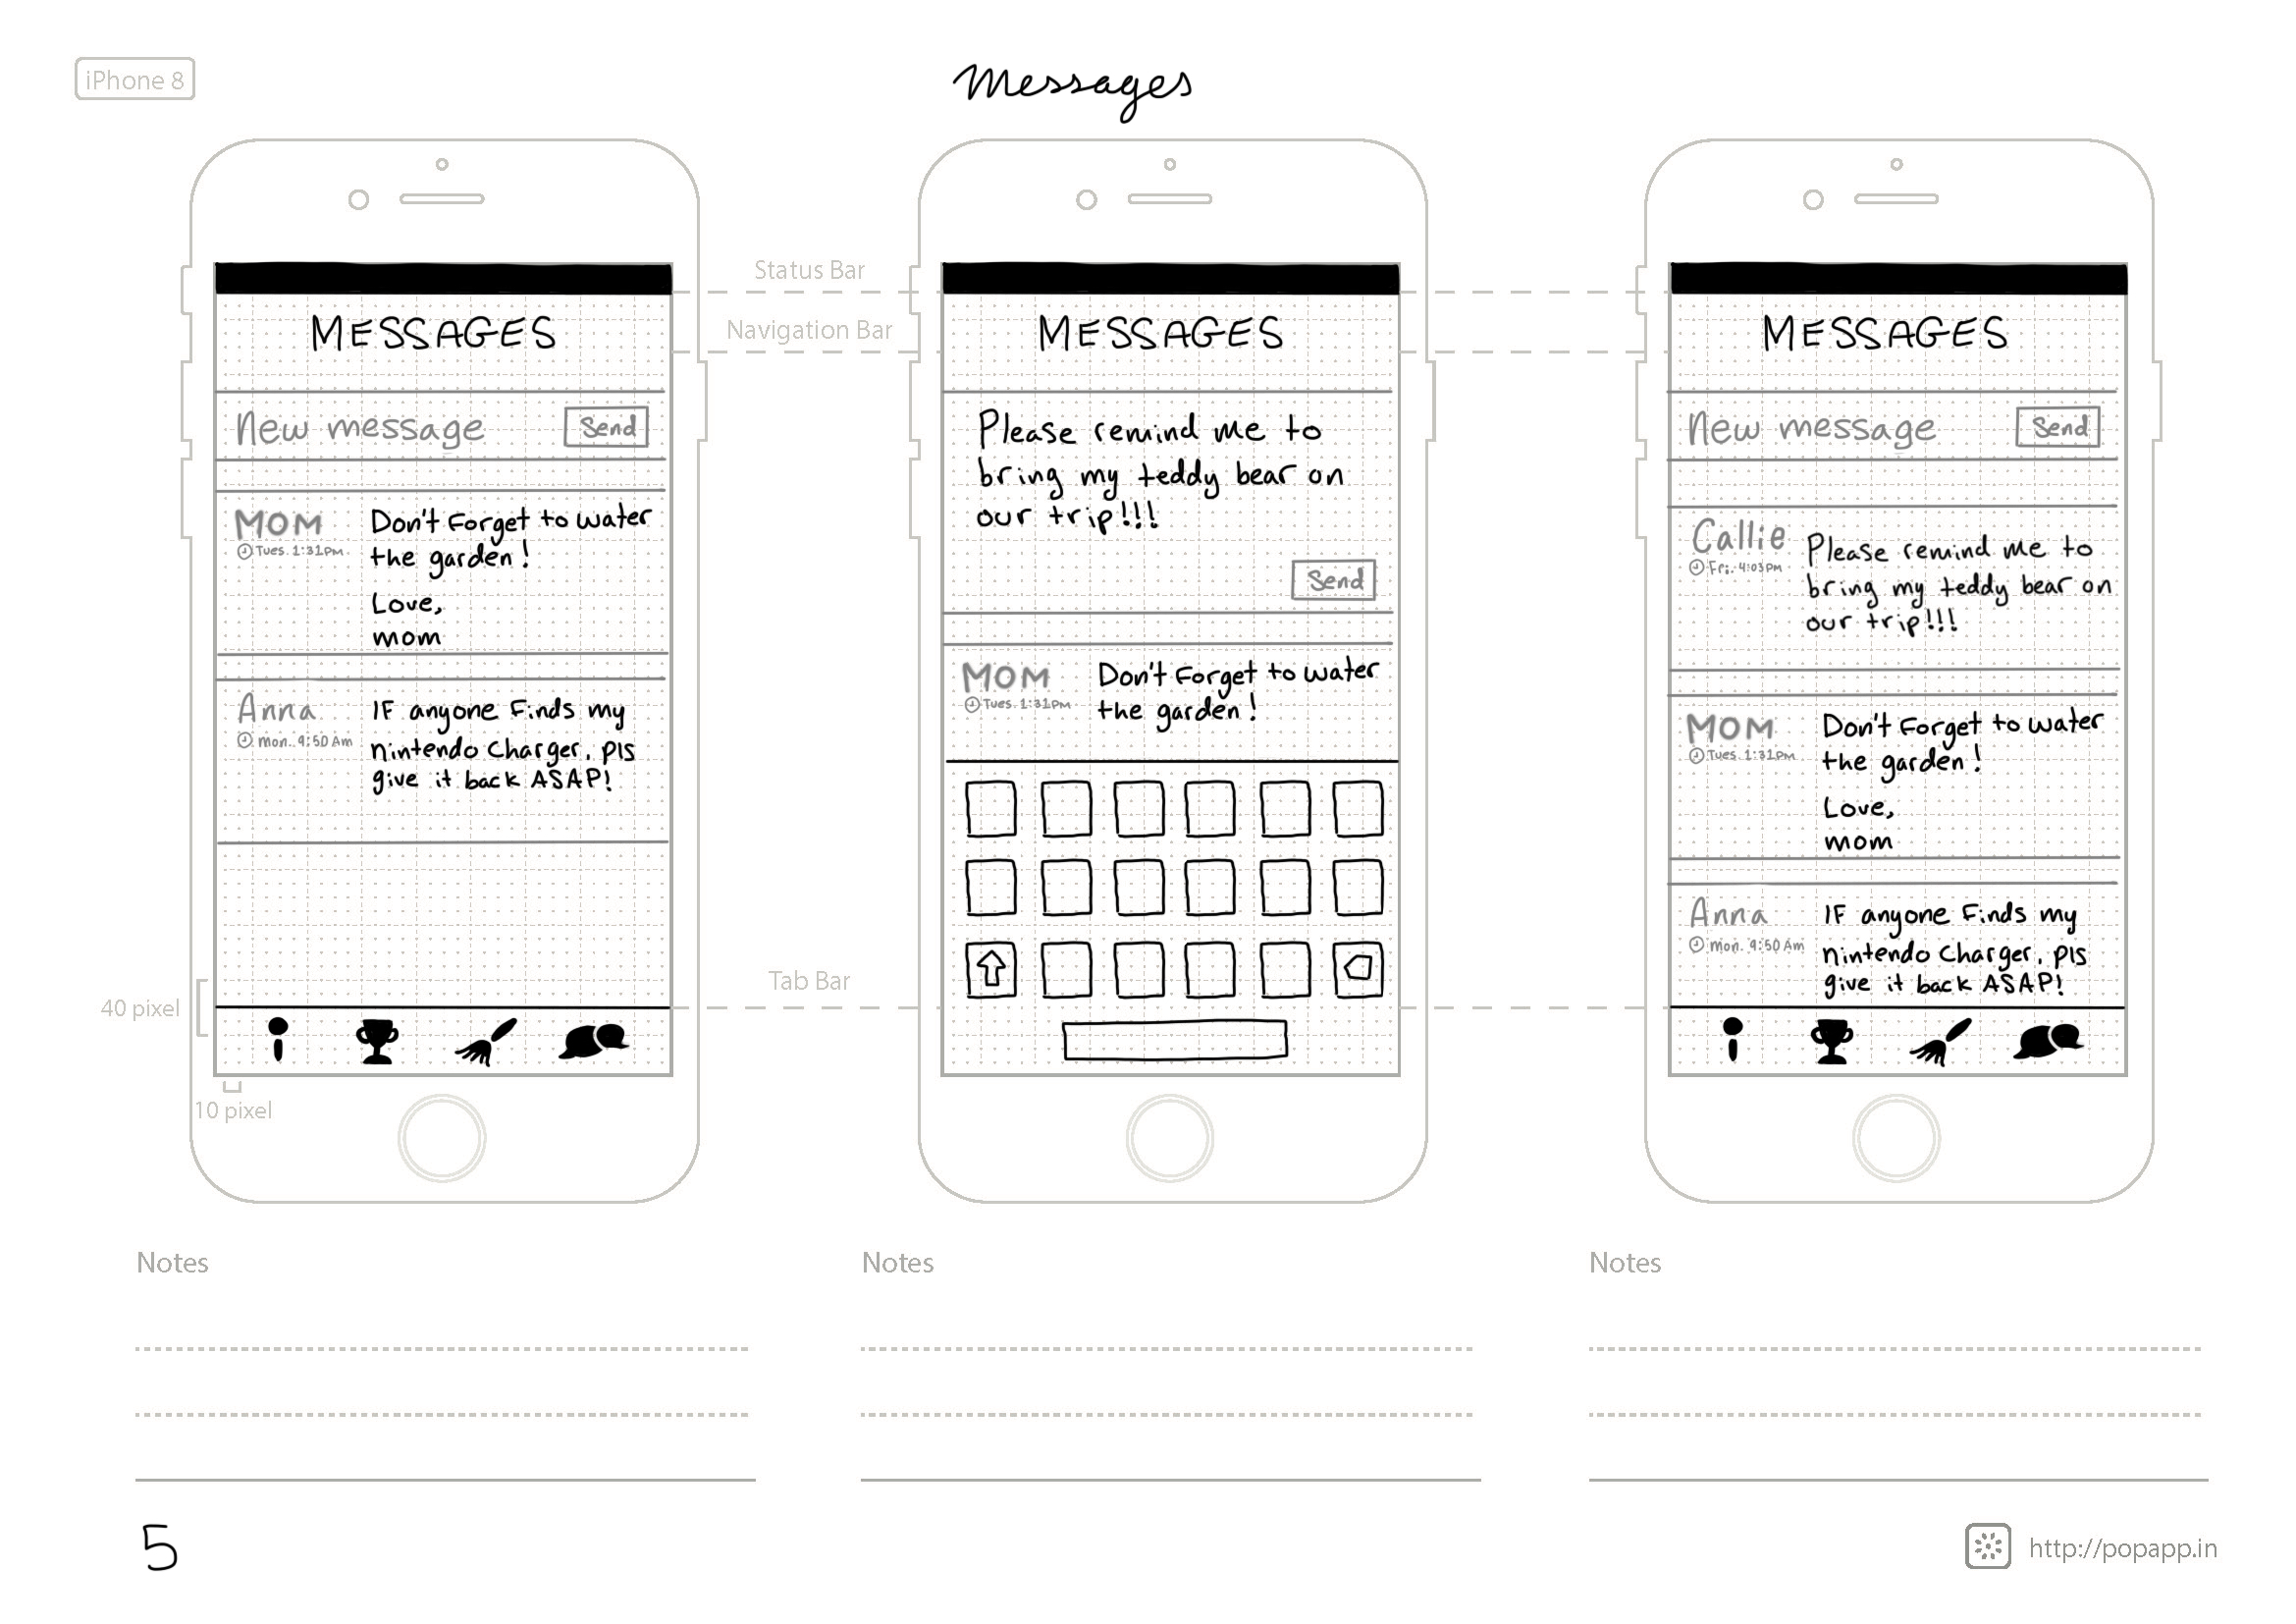 iPhone 8
Messages
Status Bar
Navigation Bar
Tab Bar
40 pixel
10 pixel
MESSAGES
New message
Send
MOM
Tues. 1:31PM
Don't Forget to water
the garden!
Love,
mom
Anna
mon. 9:50 Am
IF anyone Finds my
nintendo Charger, pls
give it back ASAP!
MESSAGES
Please remind me to
bring my teddy bear on
our trip!!!
Send
MOM
Tues. 1:31PM
Don't Forget to water
the garden!
MESSAGES
New message
Send
Callie
Fri. 4:03PM
Please remind me to
bring my teddy bear on
our trip!!!
MOM
Tues. 1:31PM
Don't Forget to water
the garden!
Love,
mom
Anna
mon. 9:50 Am
IF anyone Finds my
nintendo Charger, pls
give it back ASAP!
Notes
Notes
Notes
5
http://popapp.in